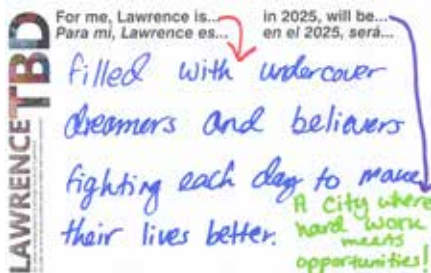 LAWRENCE TBD
For me, Lawrence is...
Para mí, Lawrence es...
in 2025, will be...
en el 2025, será...
filled with undercover
dreamers and believers
fighting each day to make
their lives better.
A city where
hard work
meets
opportunities!